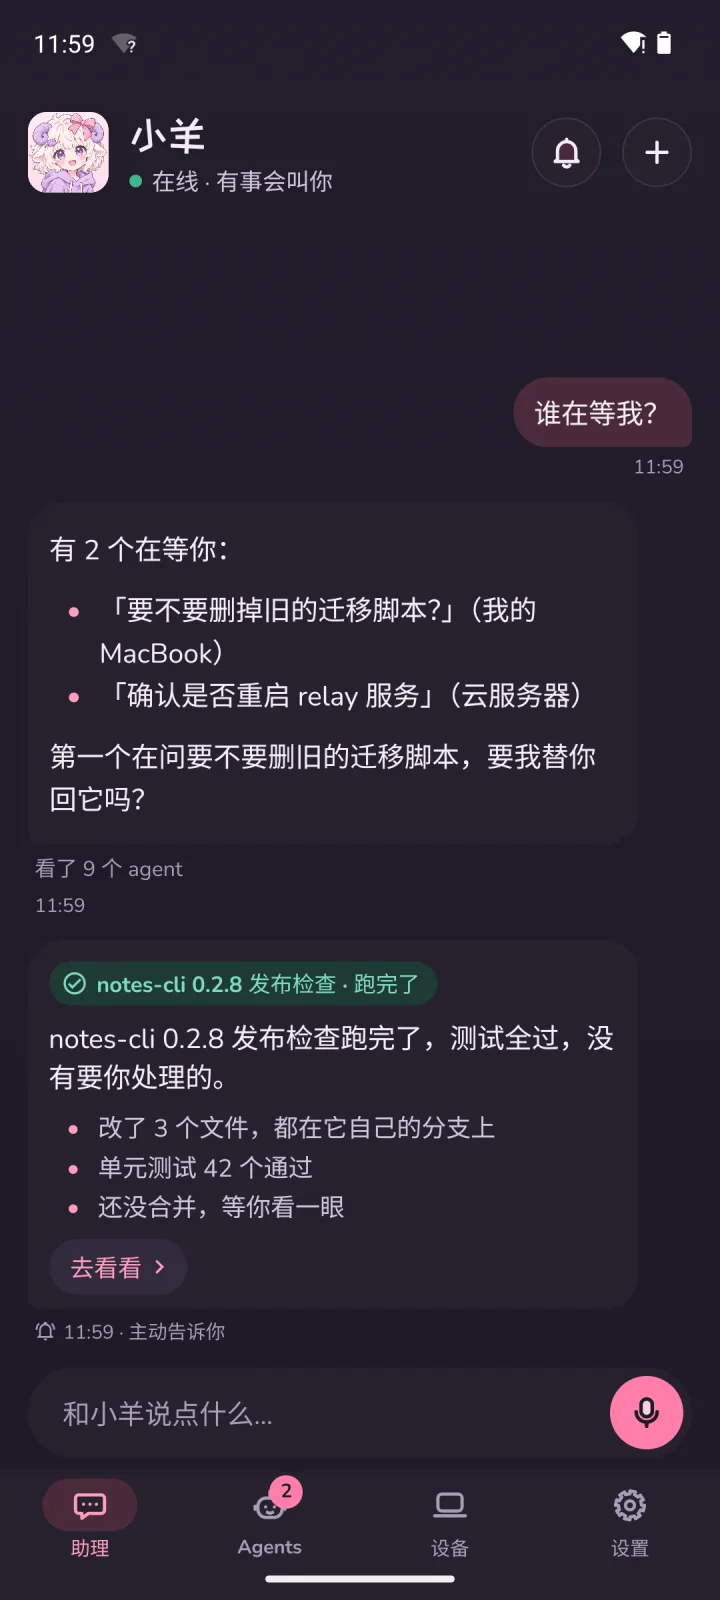 11:59
小羊
在线 · 有事会叫你
谁在等我？
11:59
有 2 个在等你：
「要不要删掉旧的迁移脚本？」（我的
MacBook）
「确认是否重启 relay 服务」（云服务器）
第一个在问要不要删旧的迁移脚本，要我替你
回它吗？
看了 9 个 agent
11:59
notes-cli 0.2.8 发布检查 · 跑完了
notes-cli 0.2.8 发布检查跑完了，测试全过，没
有要你处理的。
改了 3 个文件，都在它自己的分支上
单元测试 42 个通过
还没合并，等你看一眼
去看看
11:59 · 主动告诉你
和小羊说点什么...
2
助理
Agents
设备
设置